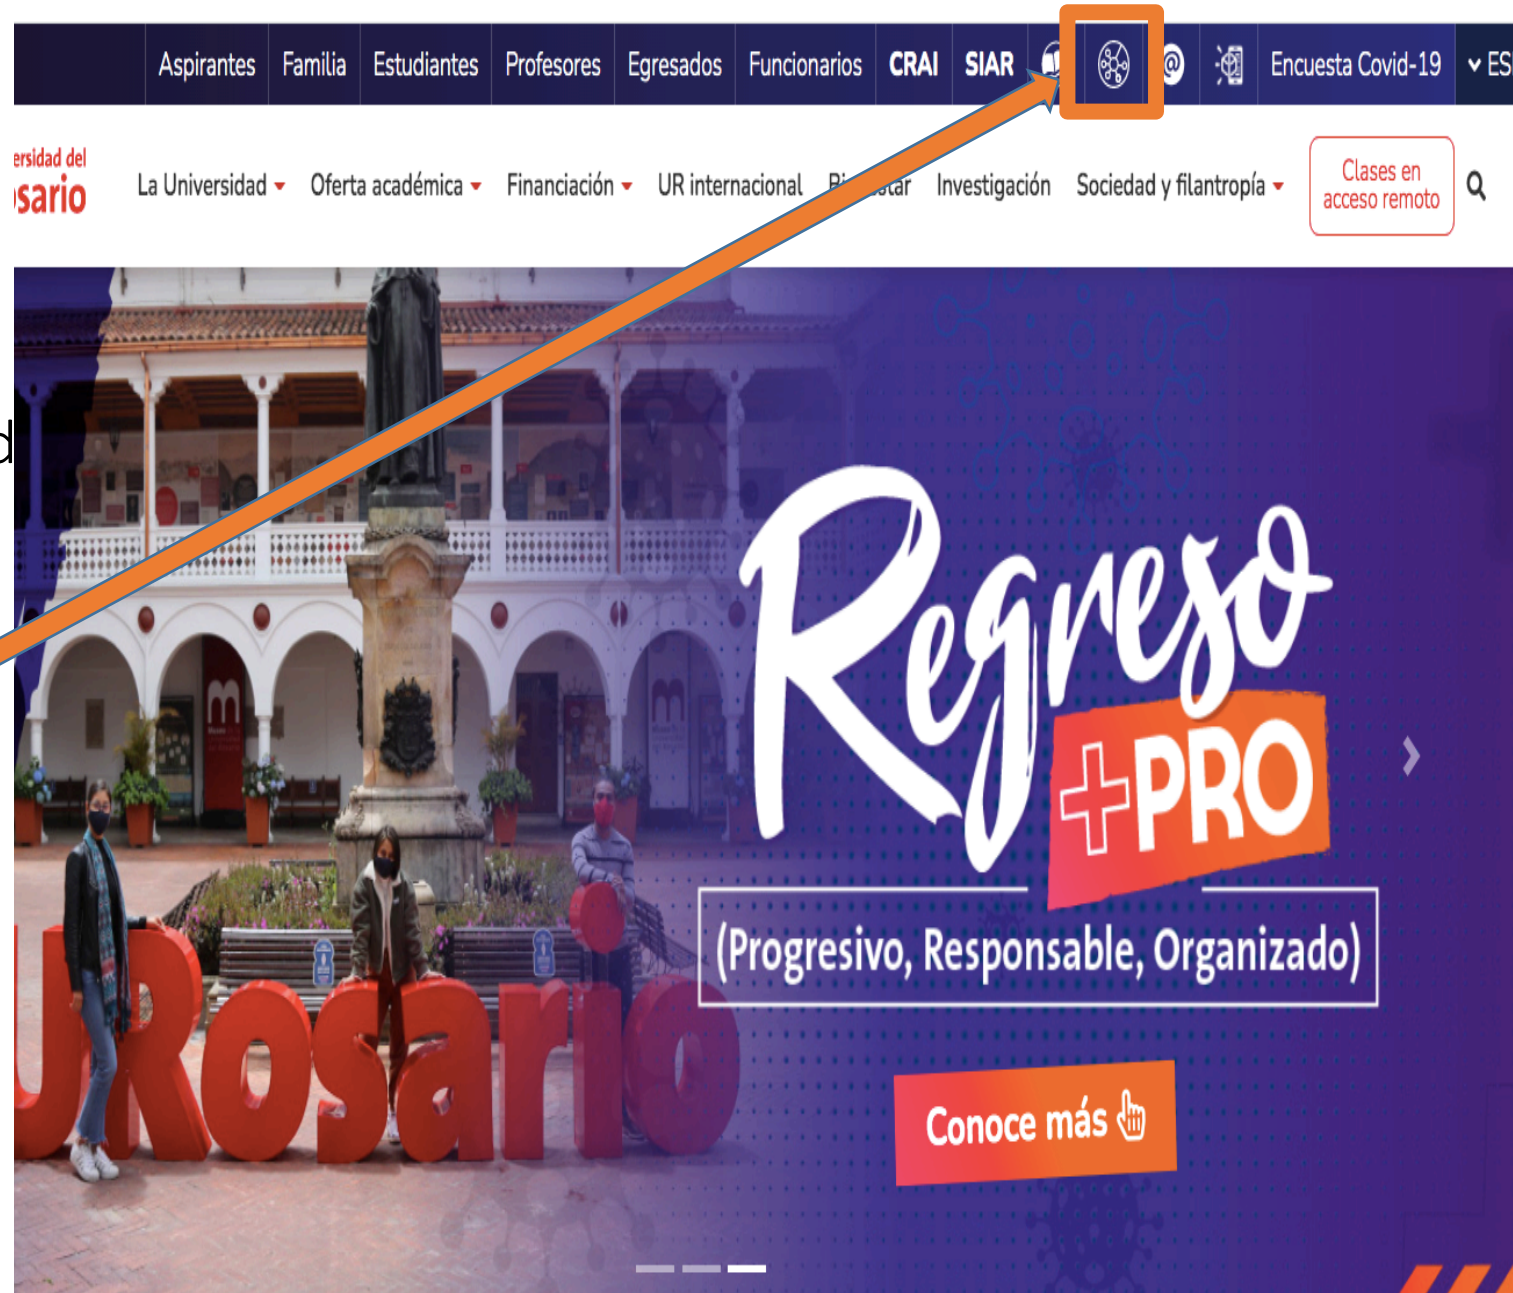 Aspirantes Familia Estudiantes Profesores Egresados Funcionarios CRAI SIAR @ Encuesta Covid-19 ES
ersidad del
sario
La Universidad Oferta académica Financiación UR internacional Investigación Sociedad y filantropía
Clases en
acceso remoto
d
Regreso
+PRO
m
m
(Progresivo, Responsable, Organizado)
URosario
Conoce más